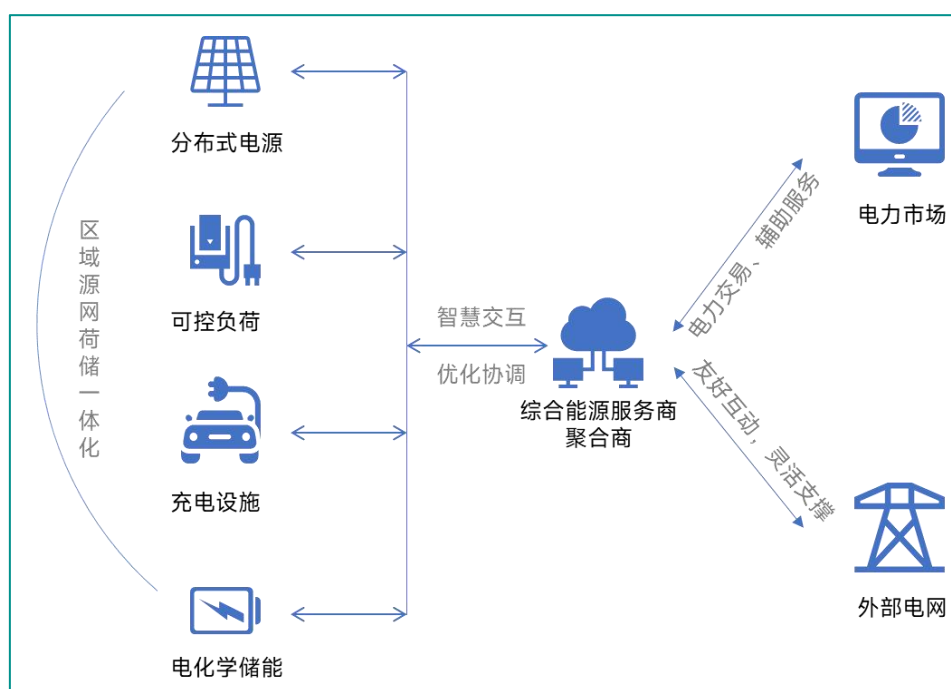 分布式电源
区域源网荷储一体化
可控负荷
充电设施
电化学储能
智慧交互
优化协调
综合能源服务商
聚合商
电力交易、辅助服务
友好互动，灵活支撑
电力市场
外部电网